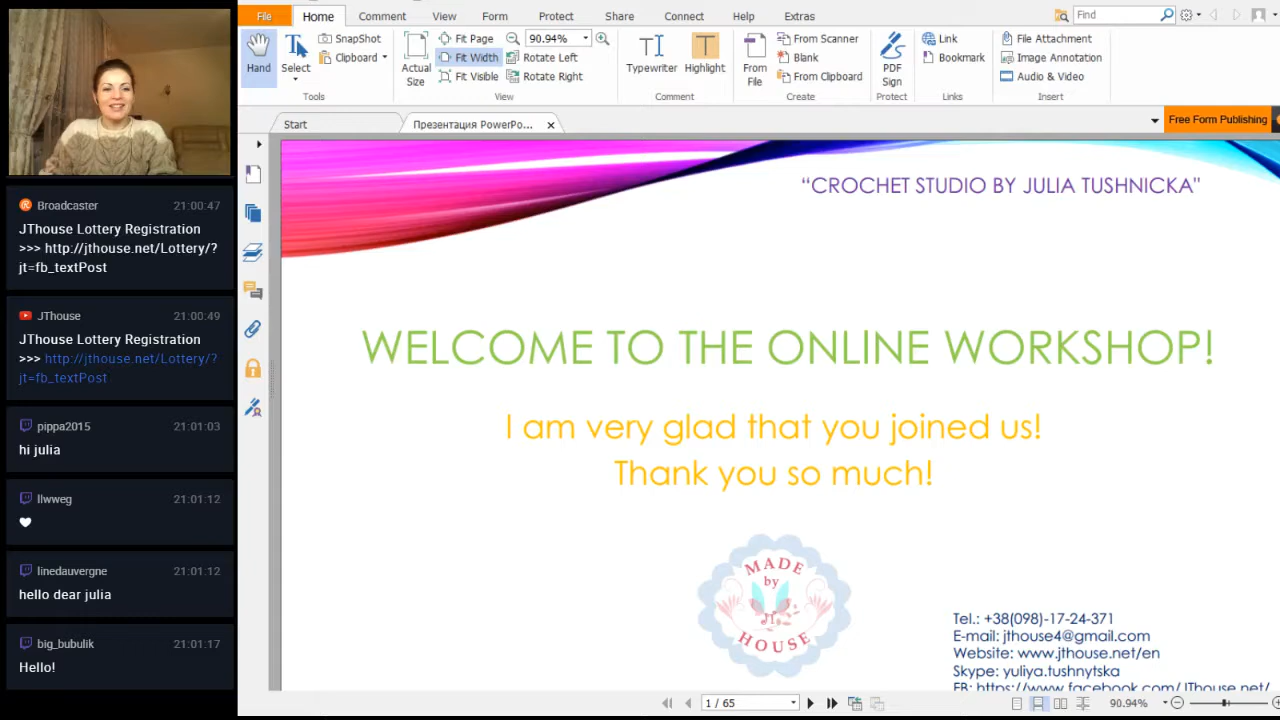 File Home Comment View Form Protect Share Connect Help Extras Find
Hand
Select
SnapShot
Clipboard
Tools
Actual Size
Fit Page
Fit Width
Fit Visible
90.94%
Rotate Left
Rotate Right
View
Typewriter
Highlight
Comment
From File
From Scanner
Blank
From Clipboard
Create
PDF Sign
Protect
Link
Bookmark
Links
File Attachment
Image Annotation
Audio & Video
Insert
Start
Презентация PowerPo...
Free Form Publishing
Broadcaster 21:00:47
JThouse Lottery Registration
>>> http://jthouse.net/Lottery/?
jt=fb_textPost
JThouse 21:00:49
JThouse Lottery Registration
>>> http://jthouse.net/Lottery/?
jt=fb_textPost
pippa2015 21:01:03
hi julia
llwweg 21:01:12
linedauvergne 21:01:12
hello dear julia
big_bubulik 21:01:17
Hello!
“CROCHET STUDIO BY JULIA TUSHNICKA"
WELCOME TO THE ONLINE WORKSHOP!
I am very glad that you joined us!
Thank you so much!
MADE
by
JT
HOUSE
Tel.: +38(098)-17-24-371
E-mail: jthouse4@gmail.com
Website: www.jthouse.net/en
Skype: yuliya.tushnytska
FB: https://www.facebook.com/JThouse.net/
1 / 65
90.94%